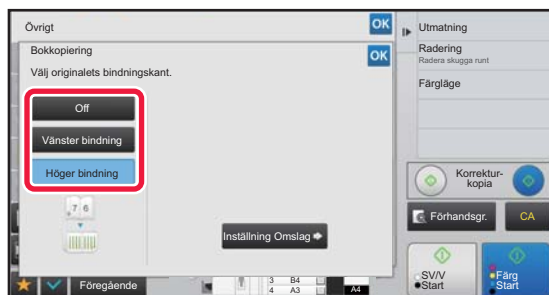 Övrigt
OK
Bokkopiering
OK
Välj originalets bindningskant.
Off
Vänster bindning
Höger bindning
7 6
Inställning Omslag
Föregående
3 B4
4 A3
A4
Utmatning
Radering
Radera skugga runt
Färgläge
Korrektur-
kopia
Förhandsgr.
CA
SV/V
Start
Färg
Start